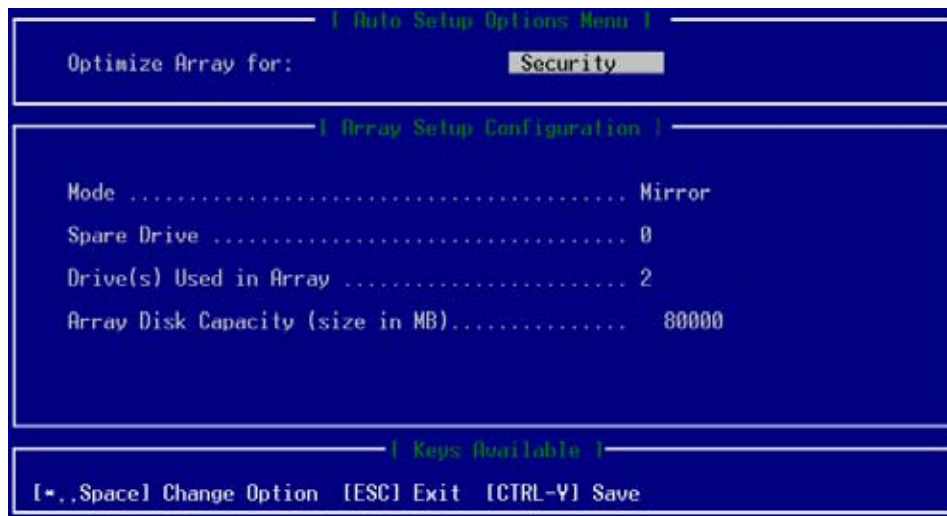 [ Auto Setup Options Menu ]
Optimize Array for: Security
[ Array Setup Configuration ]
Mode ......................................... Mirror
Spare Drive .................................. 0
Drive(s) Used in Array ....................... 2
Array Disk Capacity (size in MB)............... 80000
[ Keys Available ]
[←..Space] Change Option [ESC] Exit [CTRL-Y] Save